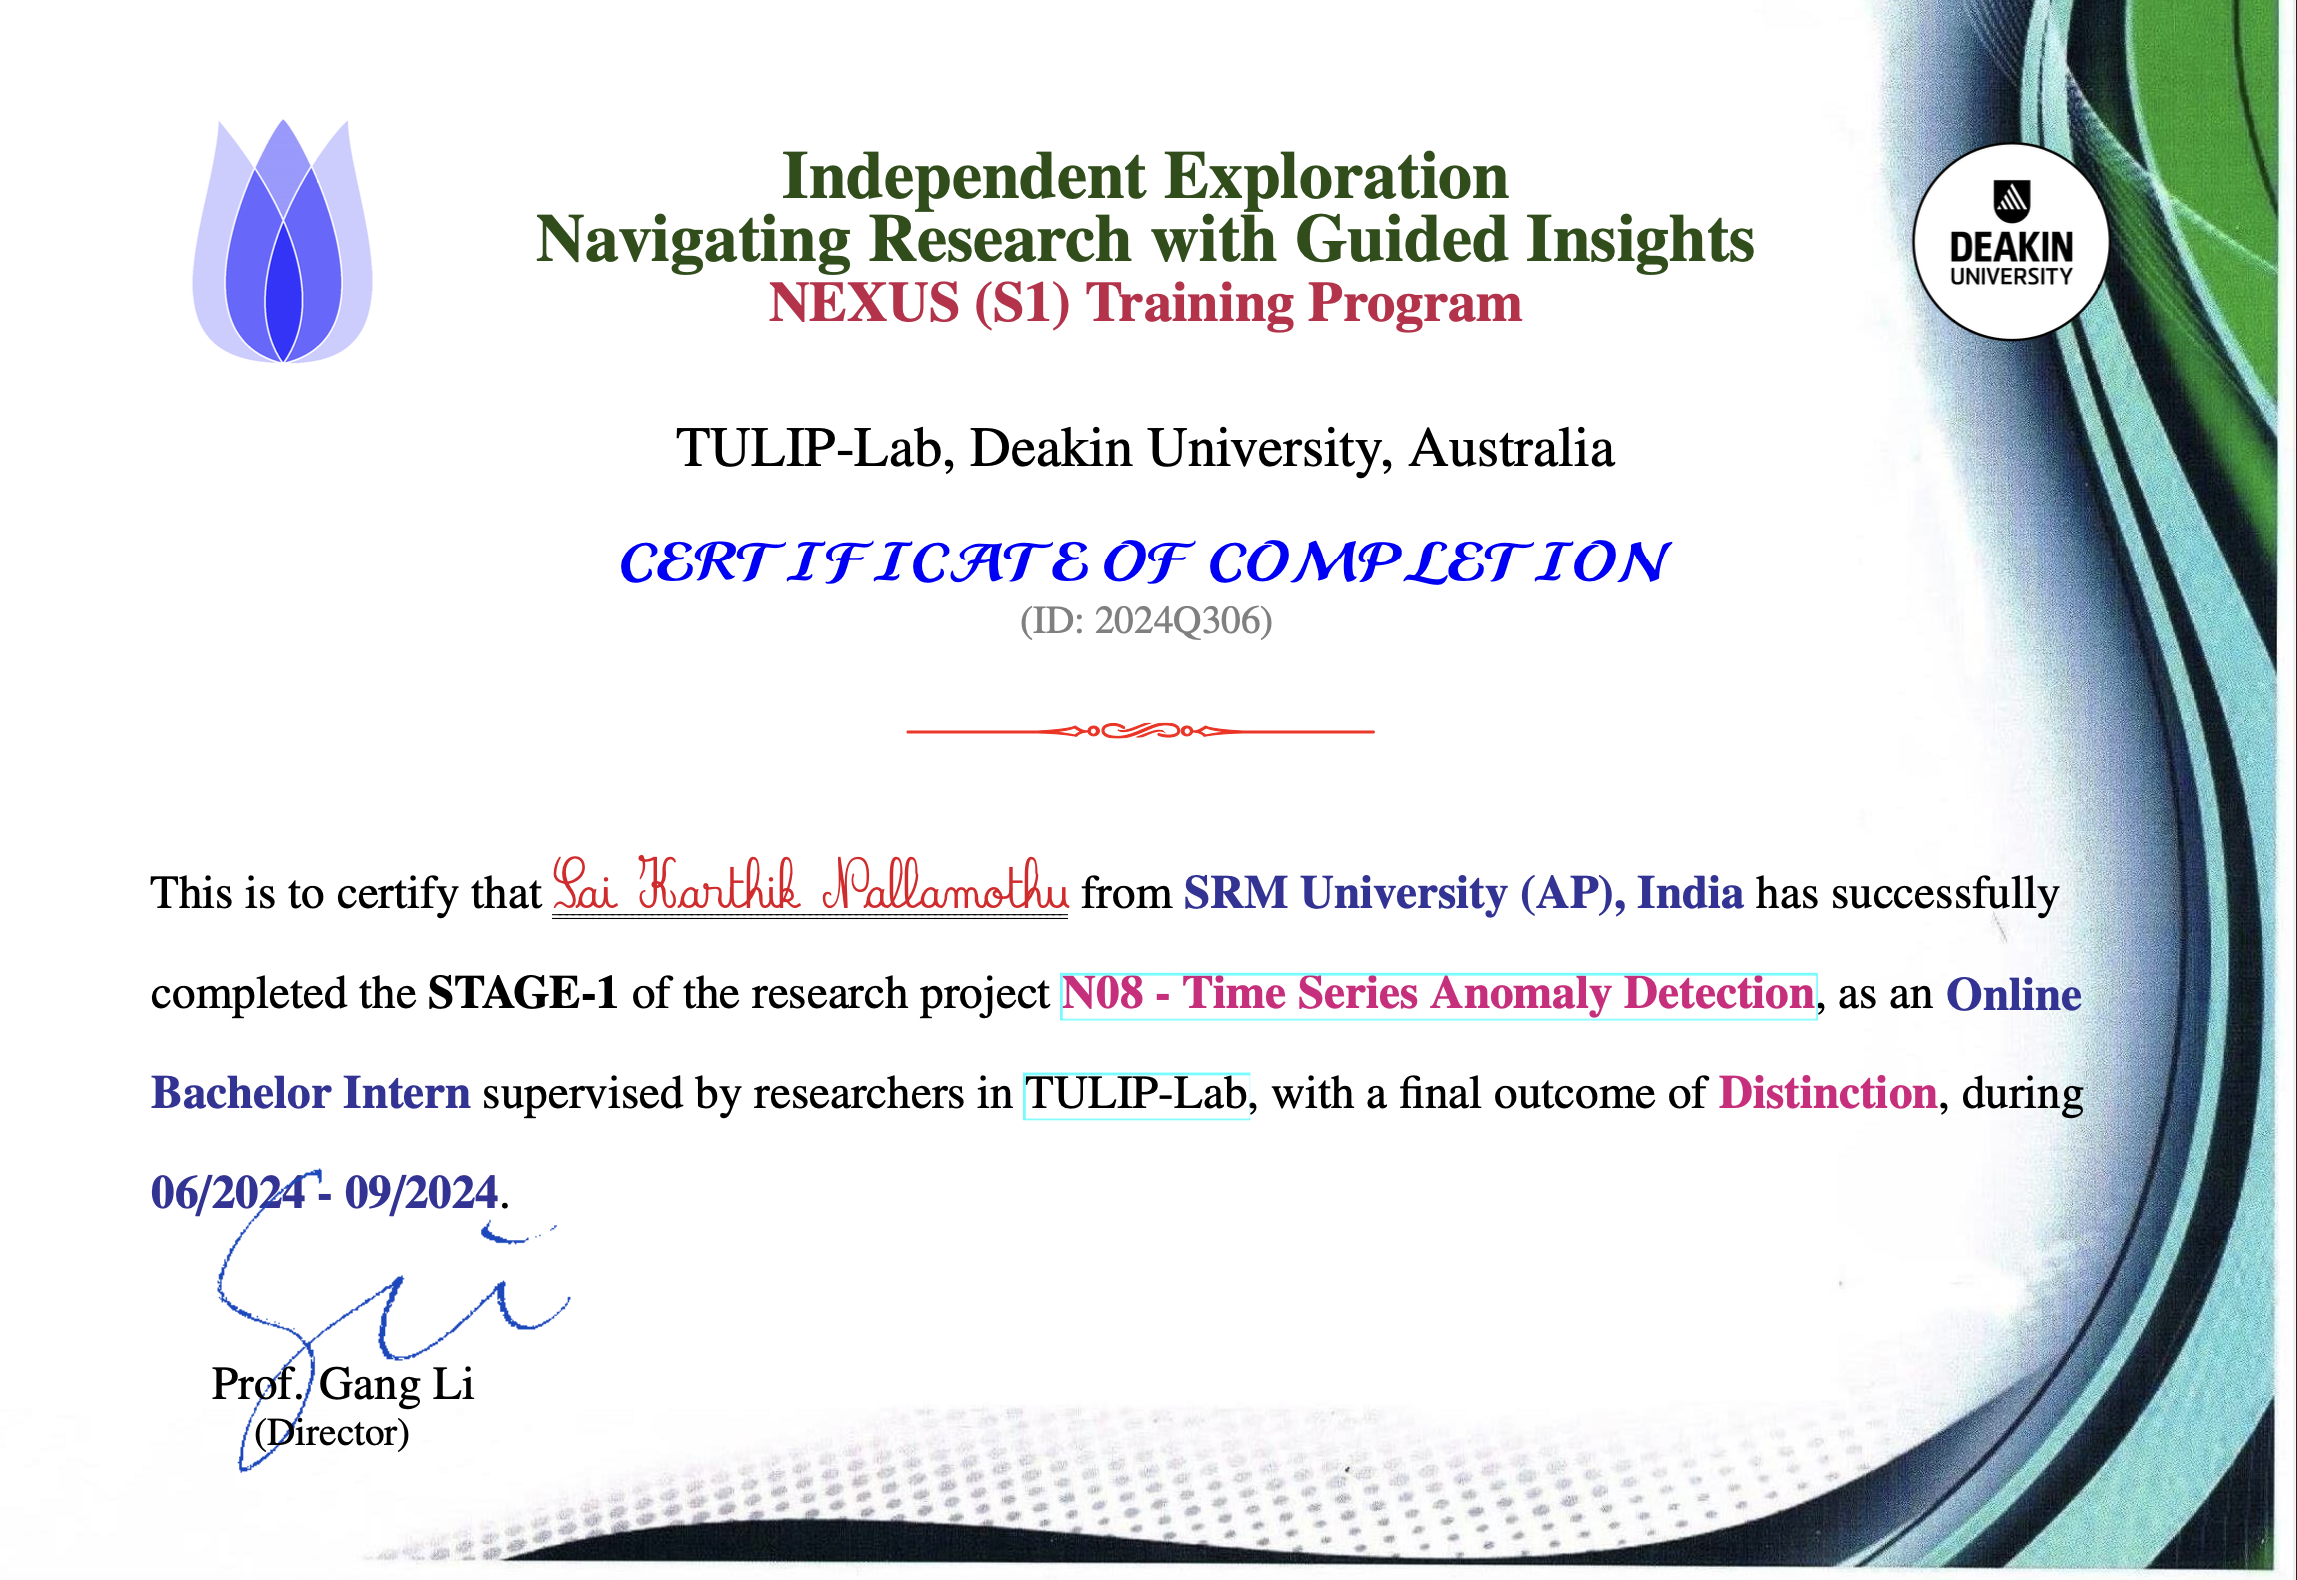 Independent Exploration
Navigating Research with Guided Insights
NEXUS (S1) Training Program
DEAKIN
UNIVERSITY
TULIP-Lab, Deakin University, Australia
CERTIFICATE OF COMPLETION
(ID: 2024Q306)
This is to certify that Sai Karthik Nallamothu from SRM University (AP), India has successfully
completed the STAGE-1 of the research project N08 - Time Series Anomaly Detection, as an Online
Bachelor Intern supervised by researchers in TULIP-Lab, with a final outcome of Distinction, during
06/2024 - 09/2024.
Prof. Gang Li
(Director)